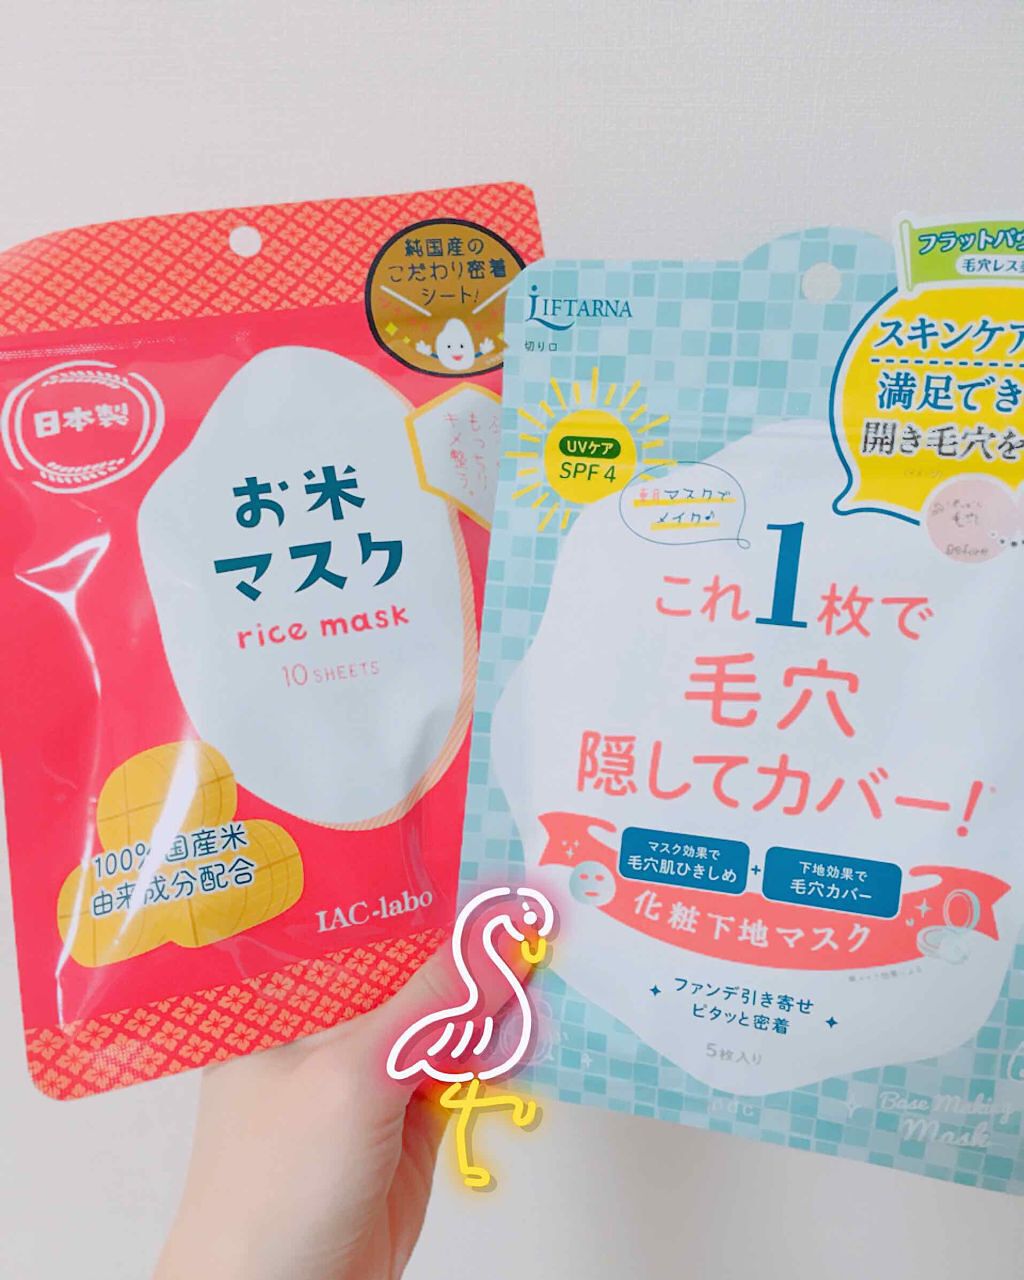 純国産の
こだわり密着
シート!
日本製
もっちり
キメ整う。
お米
マスク
rice mask
10 SHEETS
100%国産米
由来成分配合
IAC-labo
LIFTARNA
切り口
UVケア
SPF 4
朝マスクで
メイク♪
フラットパ
毛穴レス
スキンケア
満足でき
開き毛穴を
毛穴
Before
これ1枚で
毛穴
隠してカバー!
マスク効果で
毛穴肌ひきしめ
+
下地効果で
毛穴カバー
化粧下地マスク
ファンデ引き寄せ
ピタッと密着
5枚入り
pdc
Base Making
Mask